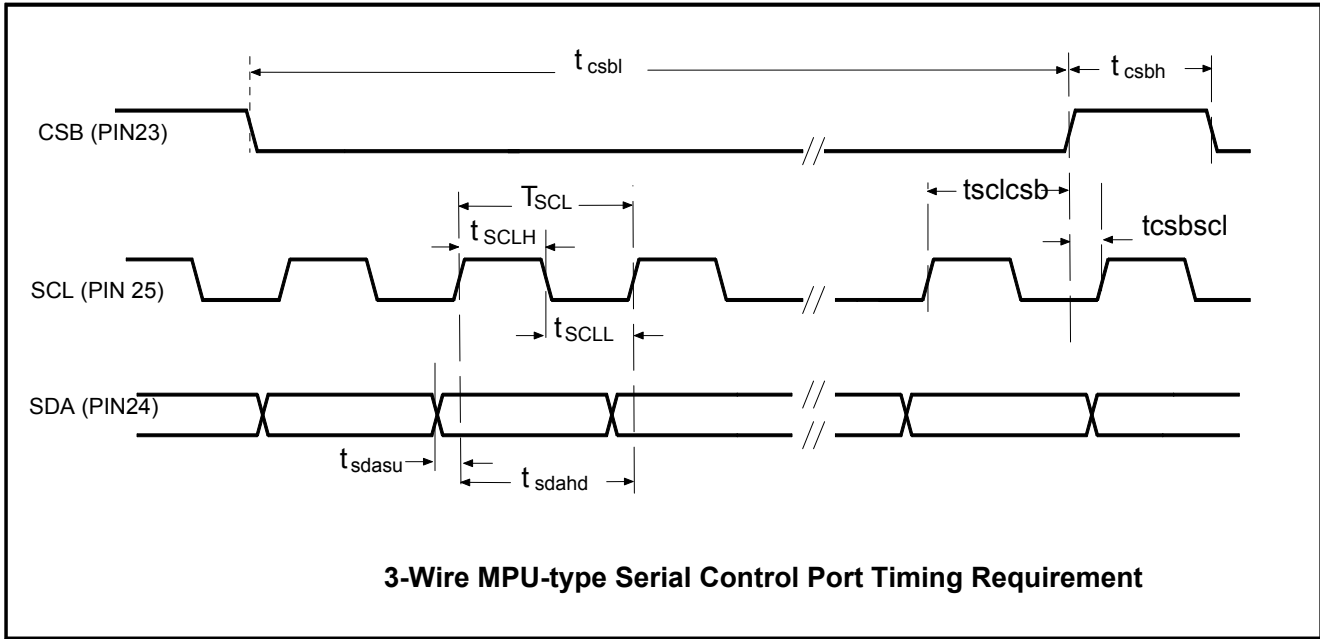 t csbl
t csbh
CSB (PIN23)
//
tsclcsb
TSCL
t SCLH
tcsbscl
SCL (PIN 25)
//
t SCLL
SDA (PIN24)
//
//
t sdasu
t sdahd
3-Wire MPU-type Serial Control Port Timing Requirement